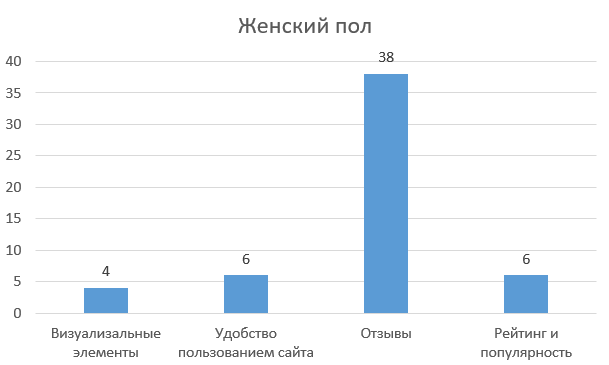 Женский пол
40
35
30
25
20
15
10
5
0
4
6
38
6
Визуализальные
элементы
Удобство
пользованием сайта
Отзывы
Рейтинг и
популярность